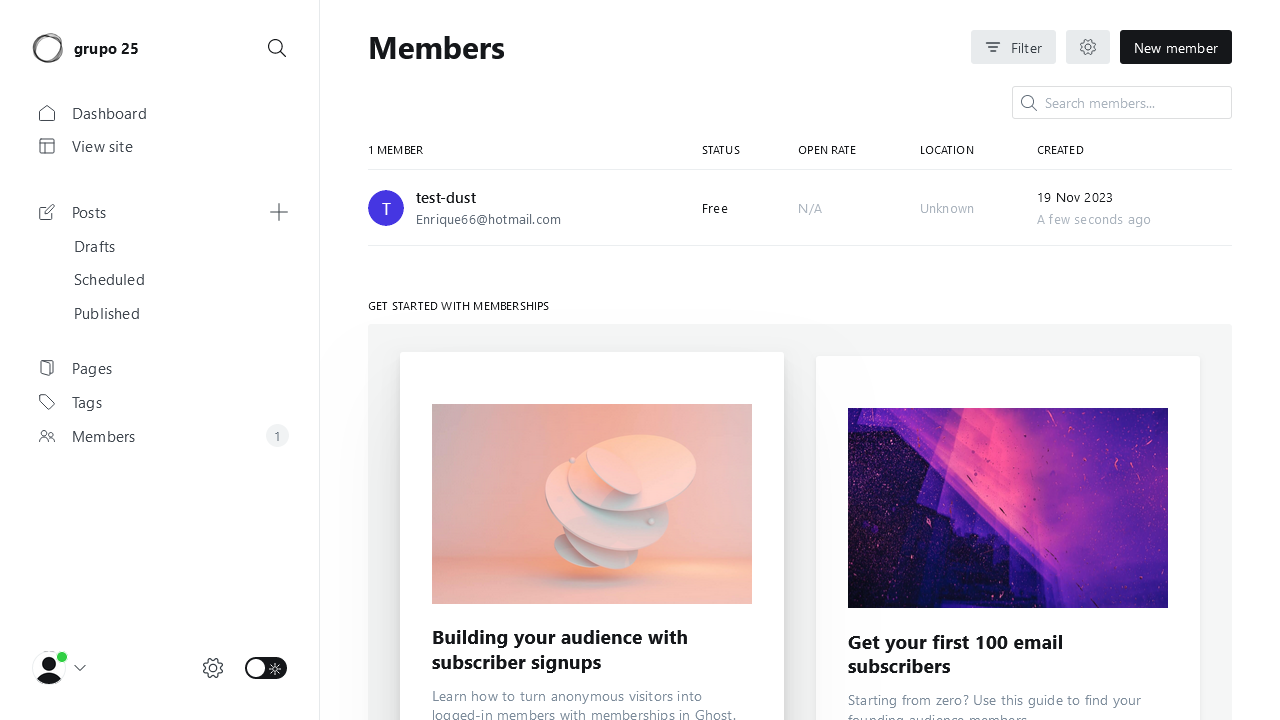 grupo 25
Dashboard
View site
Posts
Drafts
Scheduled
Published
Pages
Tags
Members
1
Members
Filter
New member
Search members...
1 MEMBER
STATUS
OPEN RATE
LOCATION
CREATED
T
test-dust
Enrique66@hotmail.com
Free
N/A
Unknown
19 Nov 2023
A few seconds ago
GET STARTED WITH MEMBERSHIPS
Building your audience with
subscriber signups
Learn how to turn anonymous visitors into
logged-in members with memberships in Ghost.
Get your first 100 email
subscribers
Starting from zero? Use this guide to find your
founding audience members.